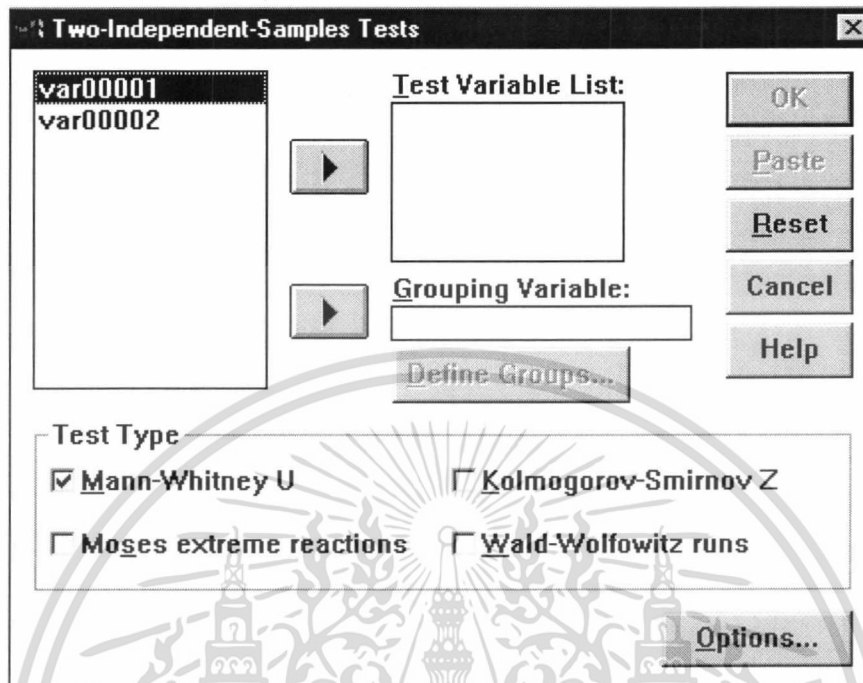 Two-Independent-Samples Tests
var00001
var00002
Test Variable List:
Grouping Variable:
Define Groups...
OK
Paste
Reset
Cancel
Help
Test Type
Mann-Whitney U
Kolmogorov-Smirnov Z
Moses extreme reactions
Wald-Wolfowitz runs
Options...